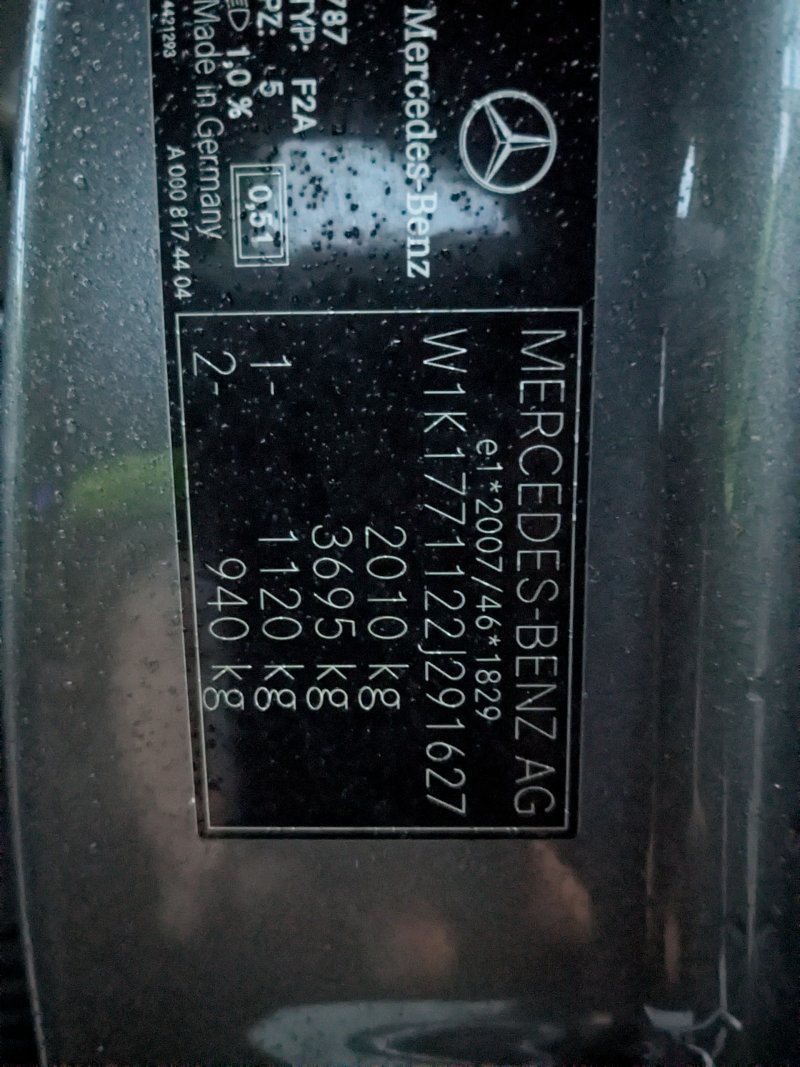 MERCEDES-BENZ AG
e1*2007/46*1829
W1K1771122J291627
2010 kg
3695 kg
1- 1120 kg
2- 940 kg
Mercedes-Benz
787
TYP: F2A
PZ: 5
1,0 %
0,51
Made in Germany
A 000 817 44 04